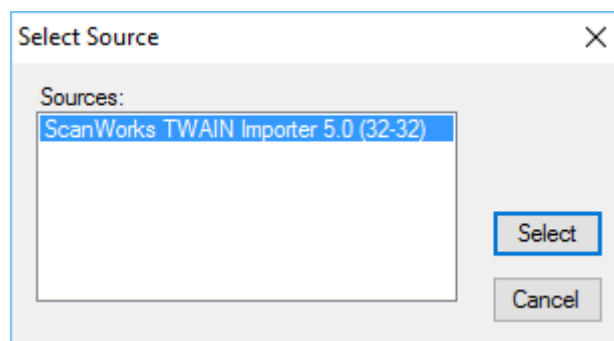 Select Source
Sources:
ScanWorks TWAIN Importer 5.0 (32-32)
Select
Cancel